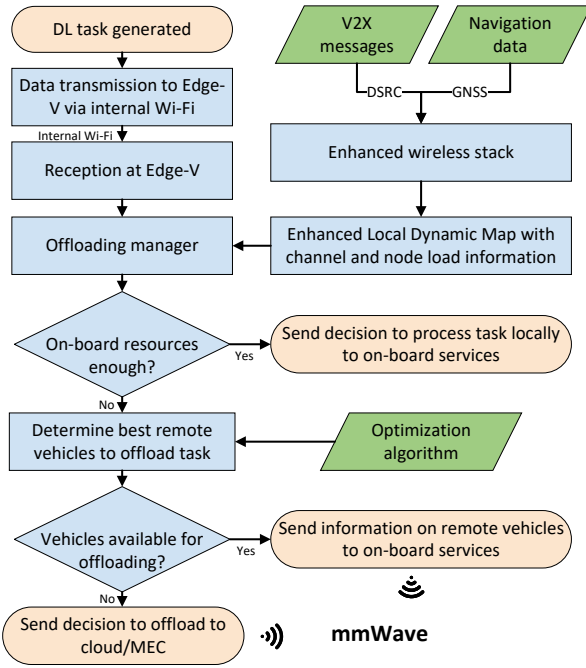 DL task generated
V2X
messages
Navigation
data
Data transmission to Edge-
V via internal Wi-Fi
DSRC
GNSS
Internal Wi-Fi
Enhanced wireless stack
Reception at Edge-V
Offloading manager
Enhanced Local Dynamic Map with
channel and node load information
On-board resources
enough?
Yes
Send decision to process task locally
to on-board services
No
Determine best remote
vehicles to offload task
Optimization
algorithm
Vehicles available for
offloading?
Yes
Send information on remote vehicles
to on-board services
No
Send decision to offload to
cloud/MEC
mmWave